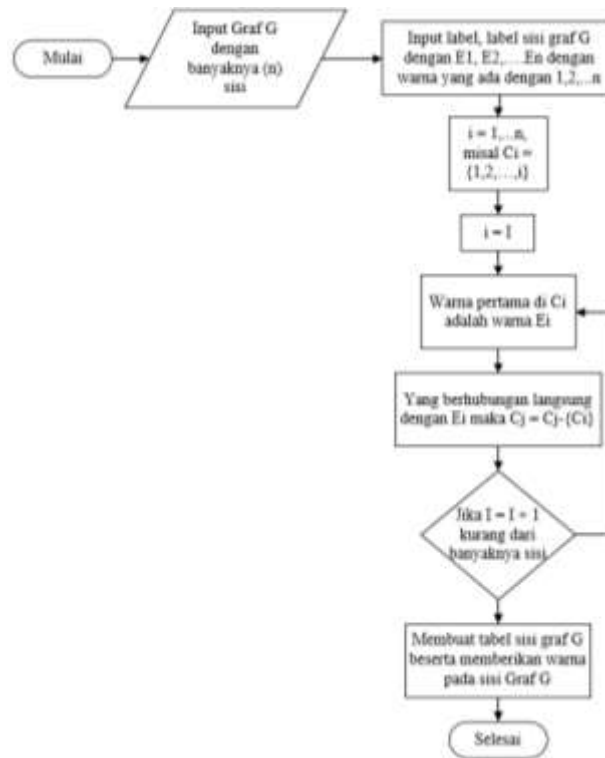 Mulai
Input Graf G
dengan
banyaknya (n)
sisi
Input label, label sisi graf G
dengan E1, E2,.....En dengan
warna yang ada dengan 1,2,...n
i = 1,...n,
misal Ci =
{1,2,...,i}
i = I
Warna pertama di Ci
adalah warna Ei
Yang berhubungan langsung
dengan Ei maka Cj = Cj-{Ci}
Jika I = I + 1
kurang dari
banyaknya sisi
Membuat tabel sisi graf G
beserta memberikan warna
pada sisi Graf G
Selesai